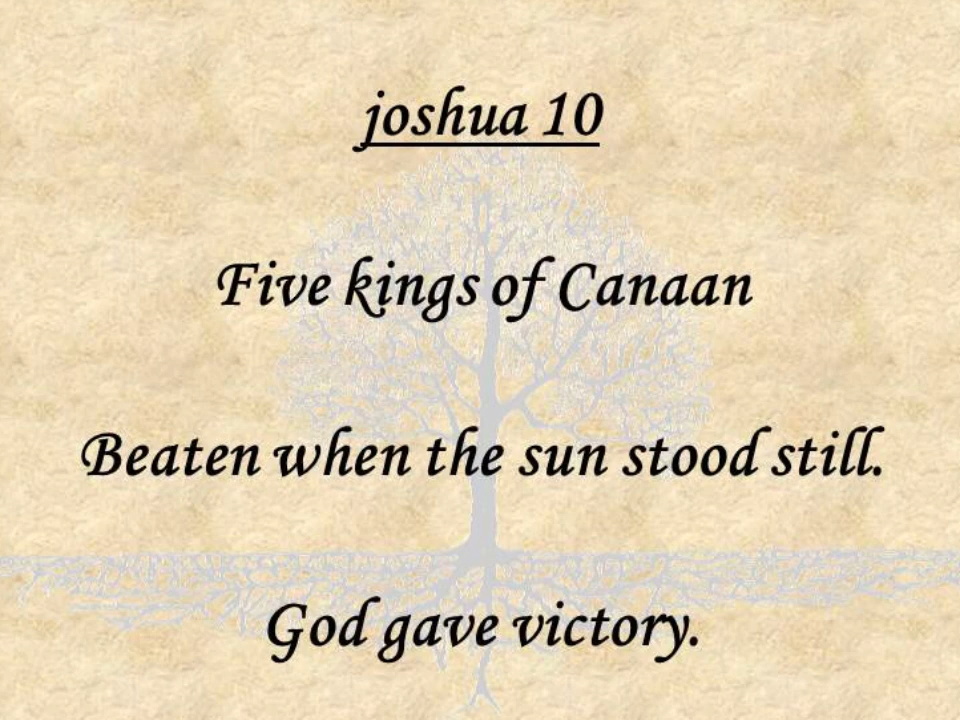 joshua 10
Five kings of Canaan
Beaten when the sun stood still.
God gave victory.